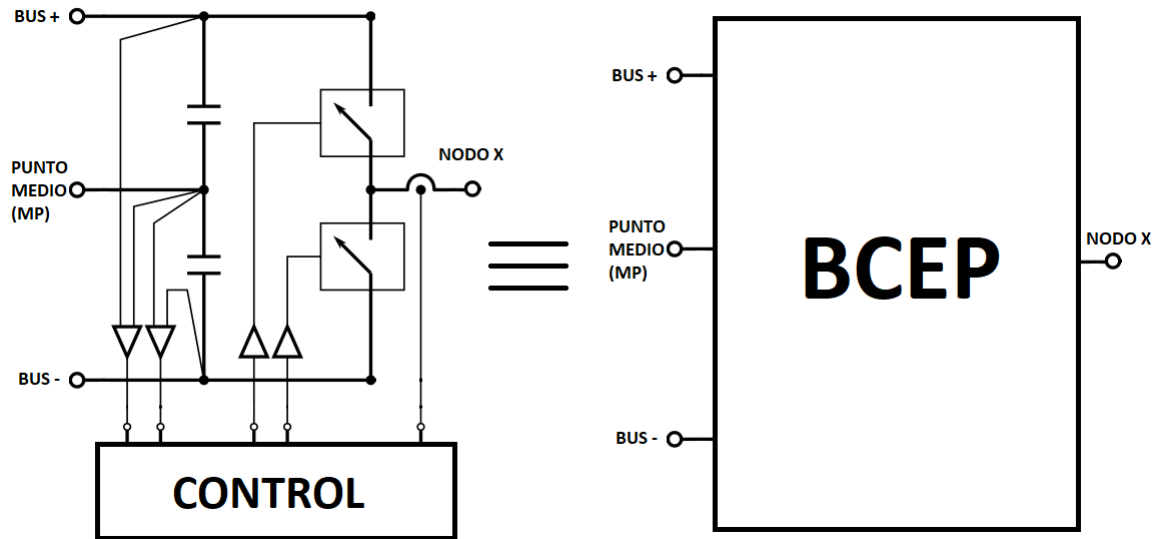 BUS +
PUNTO
MEDIO
(MP)
NODO X
BUS -
CONTROL
BUS +
PUNTO
MEDIO
(MP)
BCEP
NODO X
BUS -